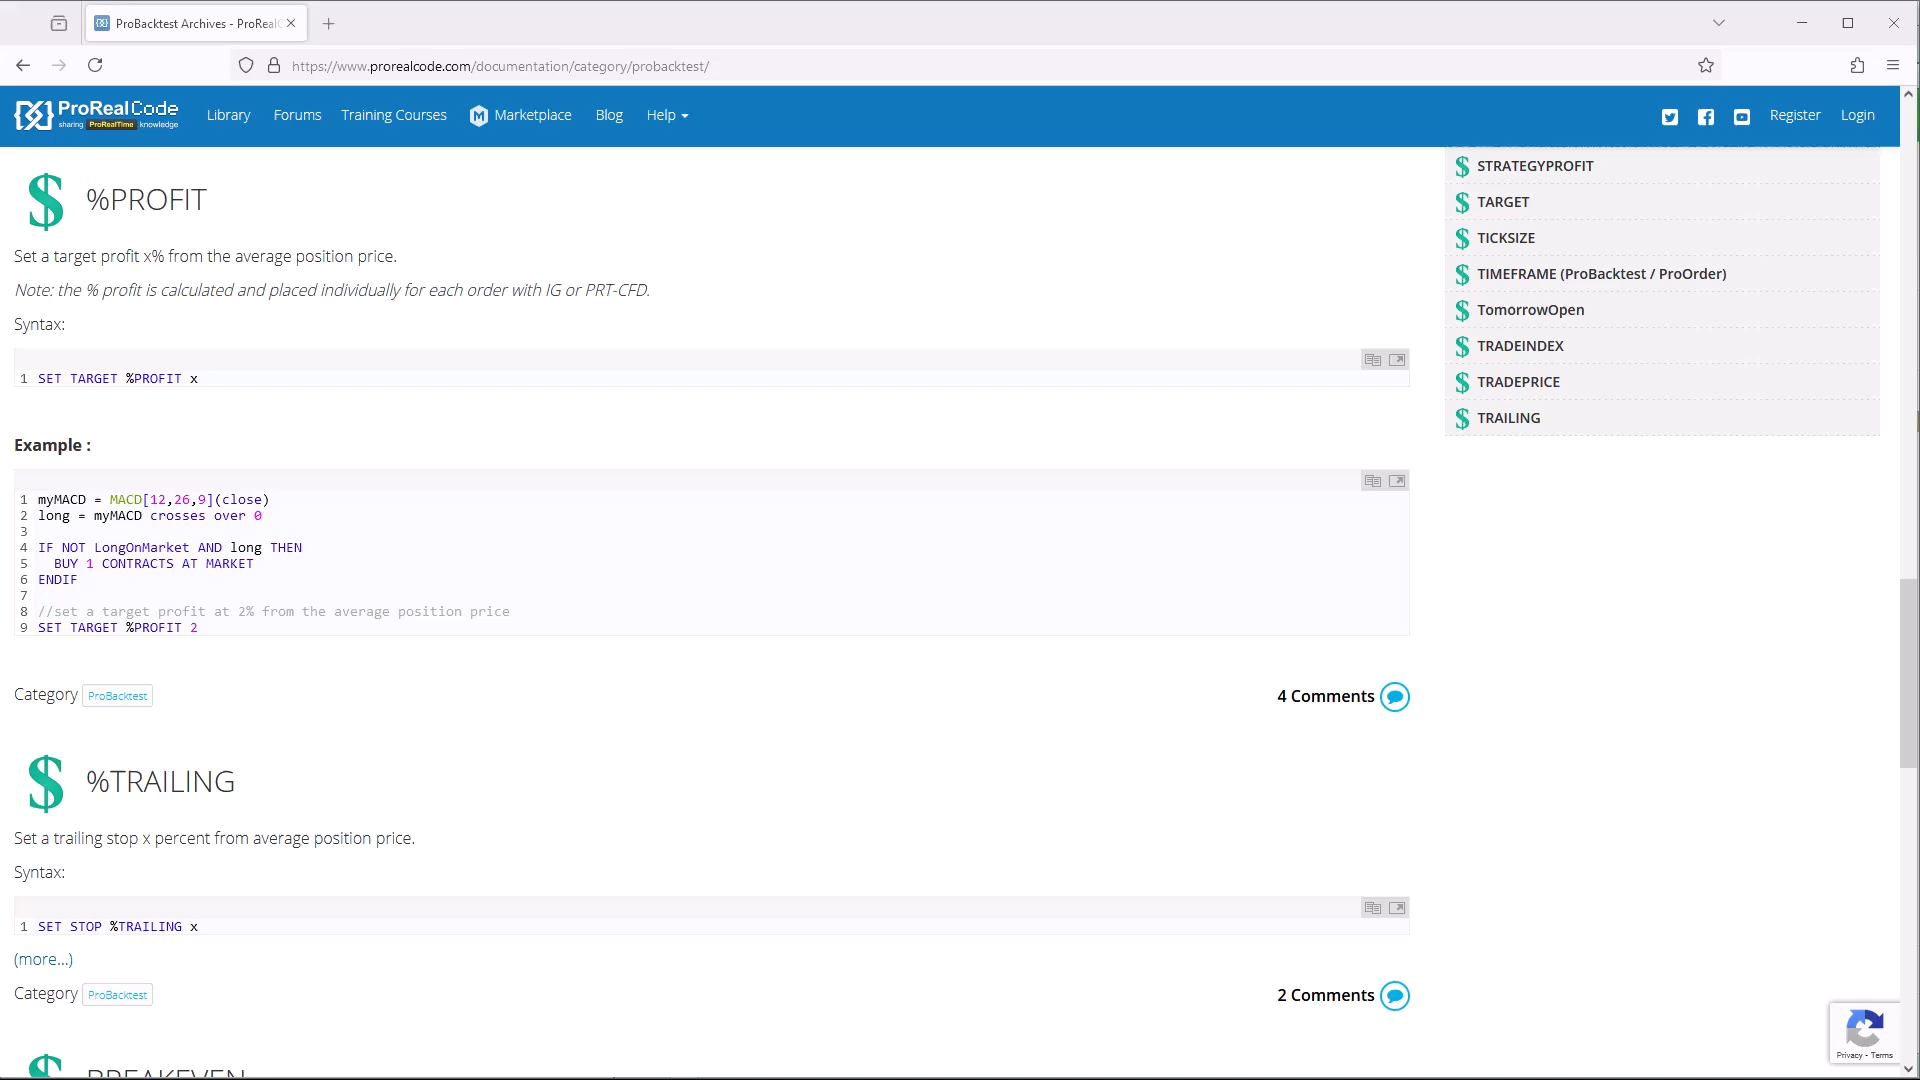 ProBacktest Archives - ProRealC
https://www.prorealcode.com/documentation/category/probacktest/
ProRealCode
sharing ProRealTime knowledge
Library
Forums
Training Courses
M Marketplace
Blog
Help
Register
Login
%PROFIT
Set a target profit x% from the average position price.
Note: the % profit is calculated and placed individually for each order with IG or PRT-CFD.
Syntax:
1 SET TARGET %PROFIT x
Example :
1 myMACD = MACD[12,26,9](close)
2 long = myMACD crosses over 0
3
4 IF NOT LongOnMarket AND long THEN
5 BUY 1 CONTRACTS AT MARKET
6 ENDIF
7
8 //set a target profit at 2% from the average position price
9 SET TARGET %PROFIT 2
Category ProBacktest
4 Comments
%TRAILING
Set a trailing stop x percent from average position price.
Syntax:
1 SET STOP %TRAILING x
(more...)
Category ProBacktest
2 Comments
BREAKEVEN
STRATEGYPROFIT
TARGET
TICKSIZE
TIMEFRAME (ProBacktest / ProOrder)
TomorrowOpen
TRADEINDEX
TRADEPRICE
TRAILING
Privacy - Terms